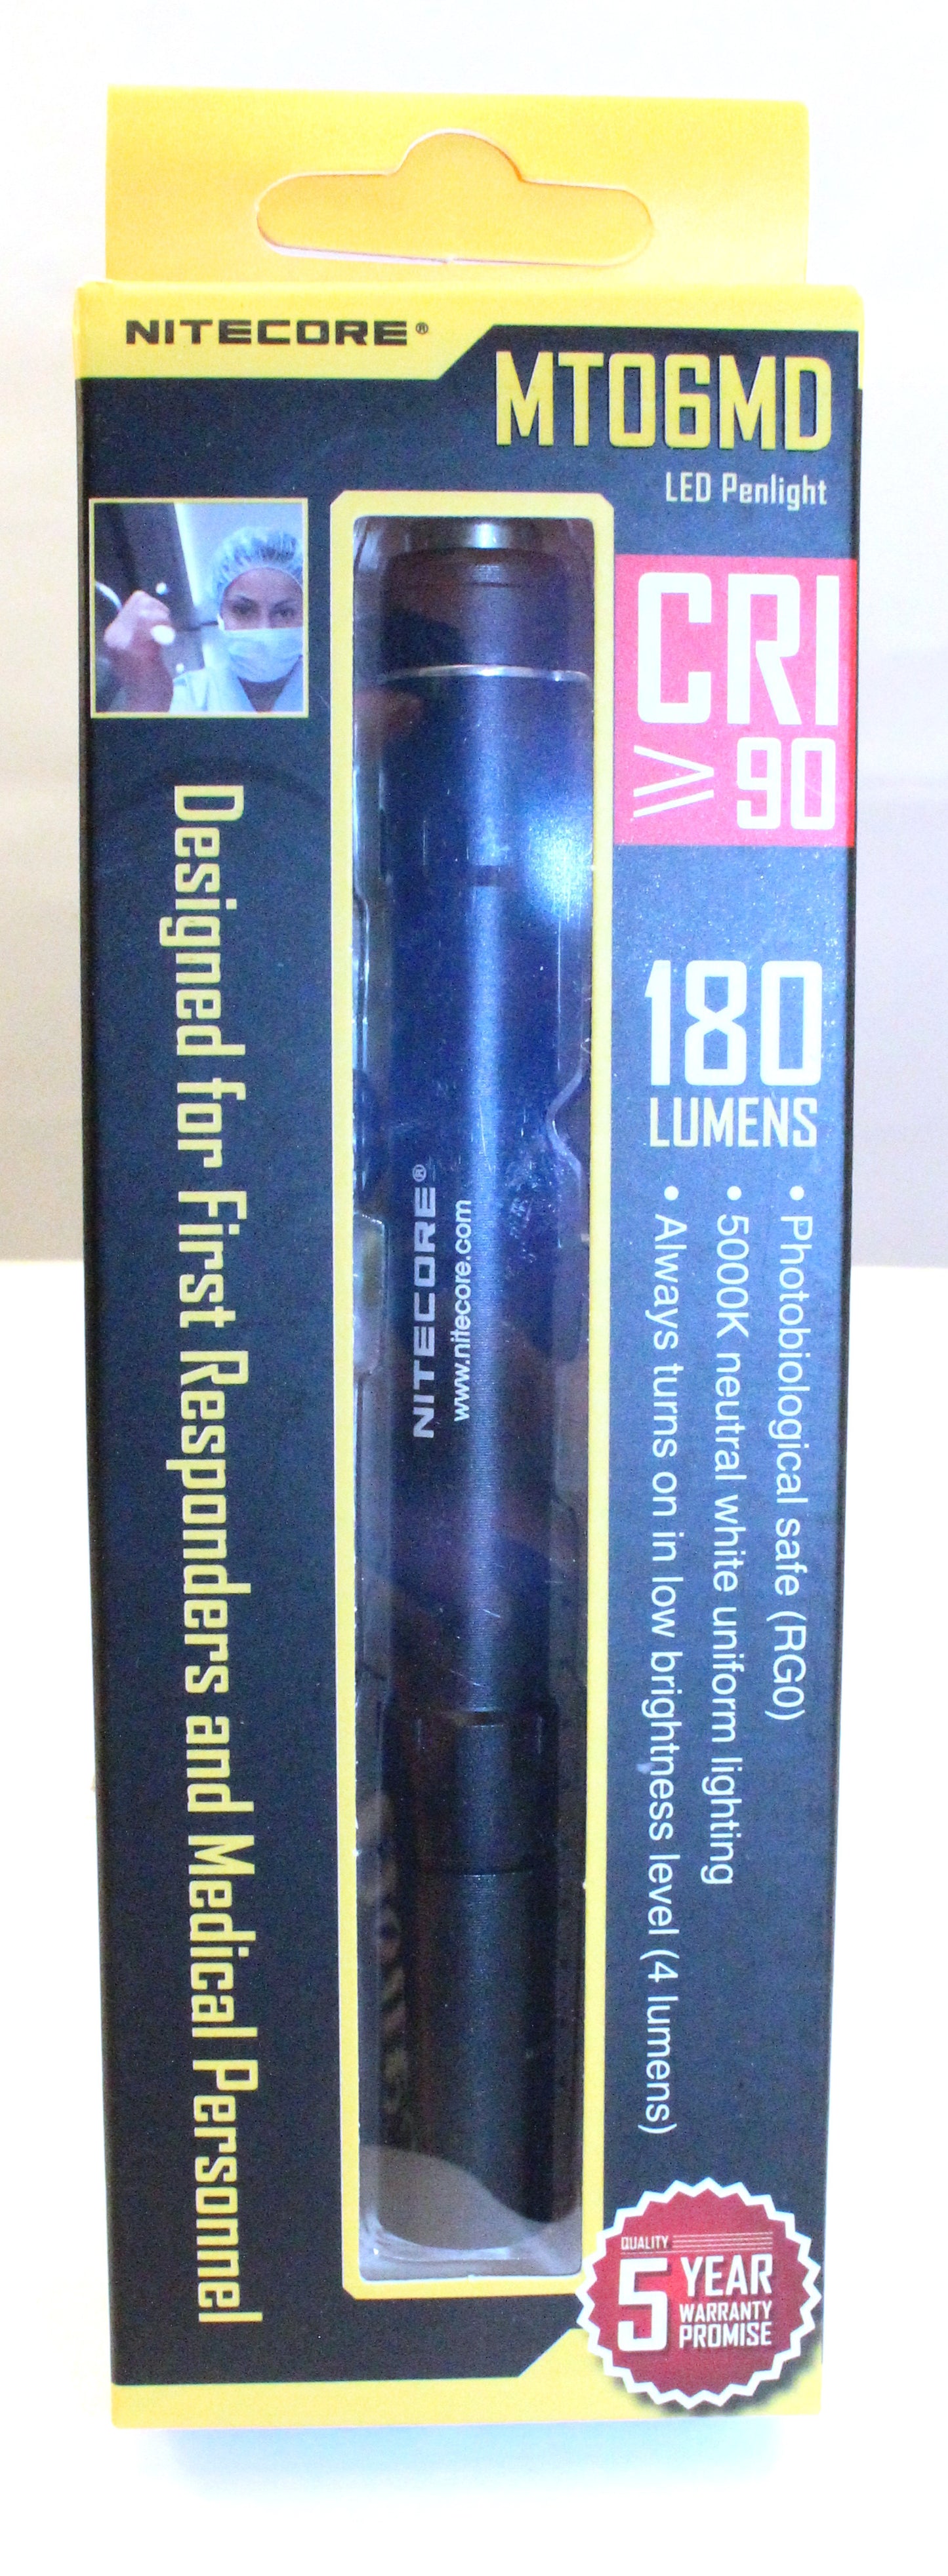 NITECORE®
MT06MD
LED Penlight
CRI
≥90
180
LUMENS
• Photobiological safe (RG0)
• 5000K neutral white uniform lighting
• Always turns on in low brightness level (4 lumens)
Designed for First Responders and Medical Personnel
NITECORE®
www.nitecore.com
QUALITY
5 YEAR
WARRANTY
PROMISE